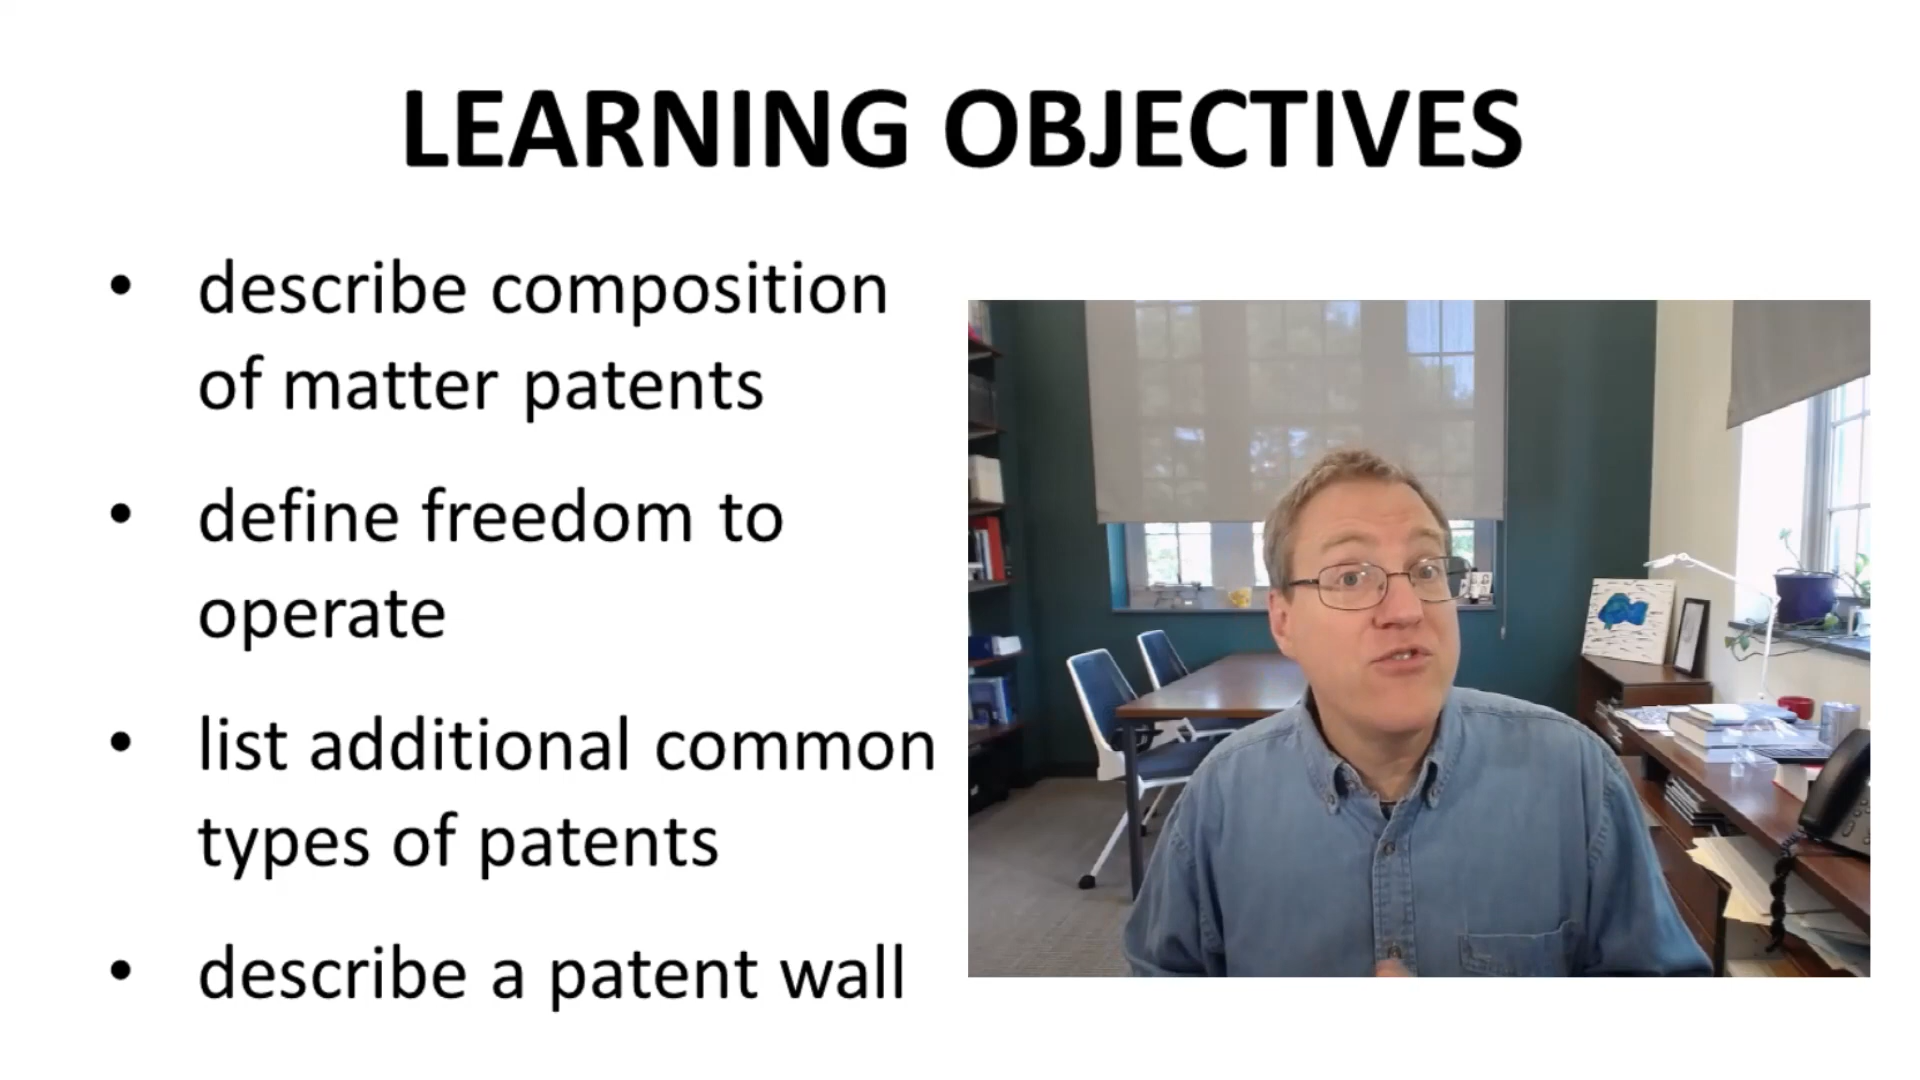 LEARNING OBJECTIVES
• describe composition
of matter patents
• define freedom to
operate
• list additional common
types of patents
• describe a patent wall